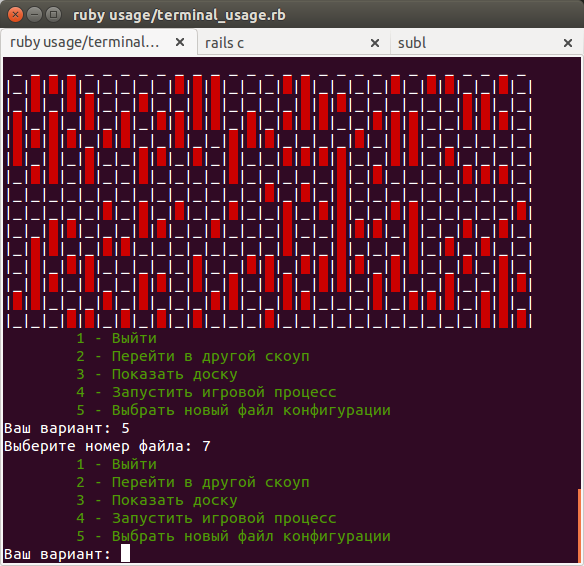 ruby usage/terminal_usage.rb
ruby usage/terminal... rails c subl
1 - Выйти
2 - Перейти в другой скоуп
3 - Показать доску
4 - Запустить игровой процесс
5 - Выбрать новый файл конфигурации
Ваш вариант: 5
Выберите номер файла: 7
1 - Выйти
2 - Перейти в другой скоуп
3 - Показать доску
4 - Запустить игровой процесс
5 - Выбрать новый файл конфигурации
Ваш вариант: